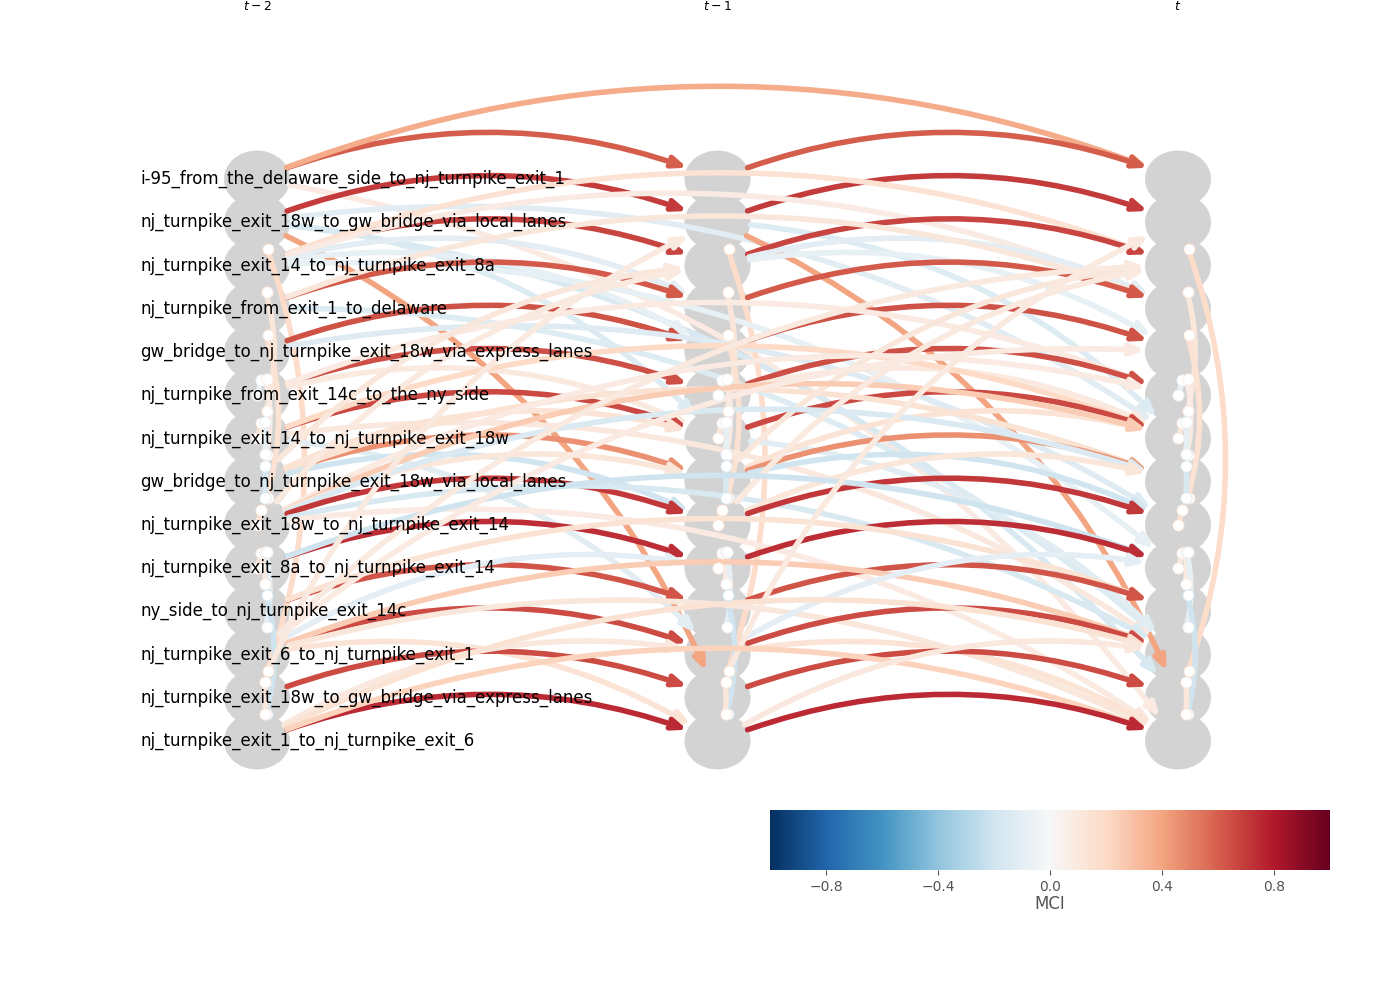 t − 2 t − 1 t
i-95_from_the_delaware_side_to_nj_turnpike_exit_1
nj_turnpike_exit_18w_to_gw_bridge_via_local_lanes
nj_turnpike_exit_14_to_nj_turnpike_exit_8a
nj_turnpike_from_exit_1_to_delaware
gw_bridge_to_nj_turnpike_exit_18w_via_express_lanes
nj_turnpike_from_exit_14c_to_the_ny_side
nj_turnpike_exit_14_to_nj_turnpike_exit_18w
gw_bridge_to_nj_turnpike_exit_18w_via_local_lanes
nj_turnpike_exit_18w_to_nj_turnpike_exit_14
nj_turnpike_exit_8a_to_nj_turnpike_exit_14
ny_side_to_nj_turnpike_exit_14c
nj_turnpike_exit_6_to_nj_turnpike_exit_1
nj_turnpike_exit_18w_to_gw_bridge_via_express_lanes
nj_turnpike_exit_1_to_nj_turnpike_exit_6
−0.8 −0.4 0.0 0.4 0.8
MCI